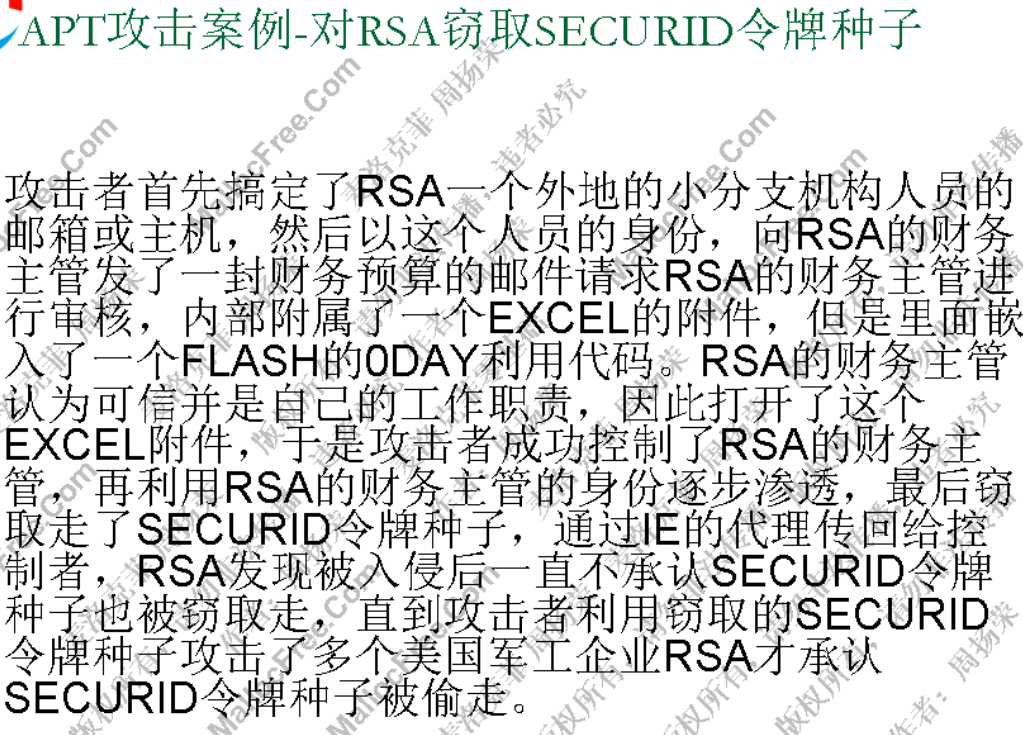 APT攻击案例-对RSA窃取SECURID令牌种子
攻击者首先搞定了RSA一个外地的小分支机构人员的
邮箱或主机，然后以这个人员的身份，向RSA的财务
主管发了一封财务预算的邮件请求RSA的财务主管进
行审核，内部附属了一个EXCEL的附件，但是里面嵌
入了一个FLASH的0DAY利用代码。RSA的财务主管
认为可信并是自己的工作职责，因此打开了这个
EXCEL附件，于是攻击者成功控制了RSA的财务主
管，再利用RSA的财务主管的身份逐步渗透，最后窃
取走了SECURID令牌种子，通过IE的代理传回给控
制者，RSA发现被入侵后一直不承认SECURID令牌
种子也被窃取走，直到攻击者利用窃取的SECURID
令牌种子攻击了多个美国军工企业RSA才承认
SECURID令牌种子被偷走。